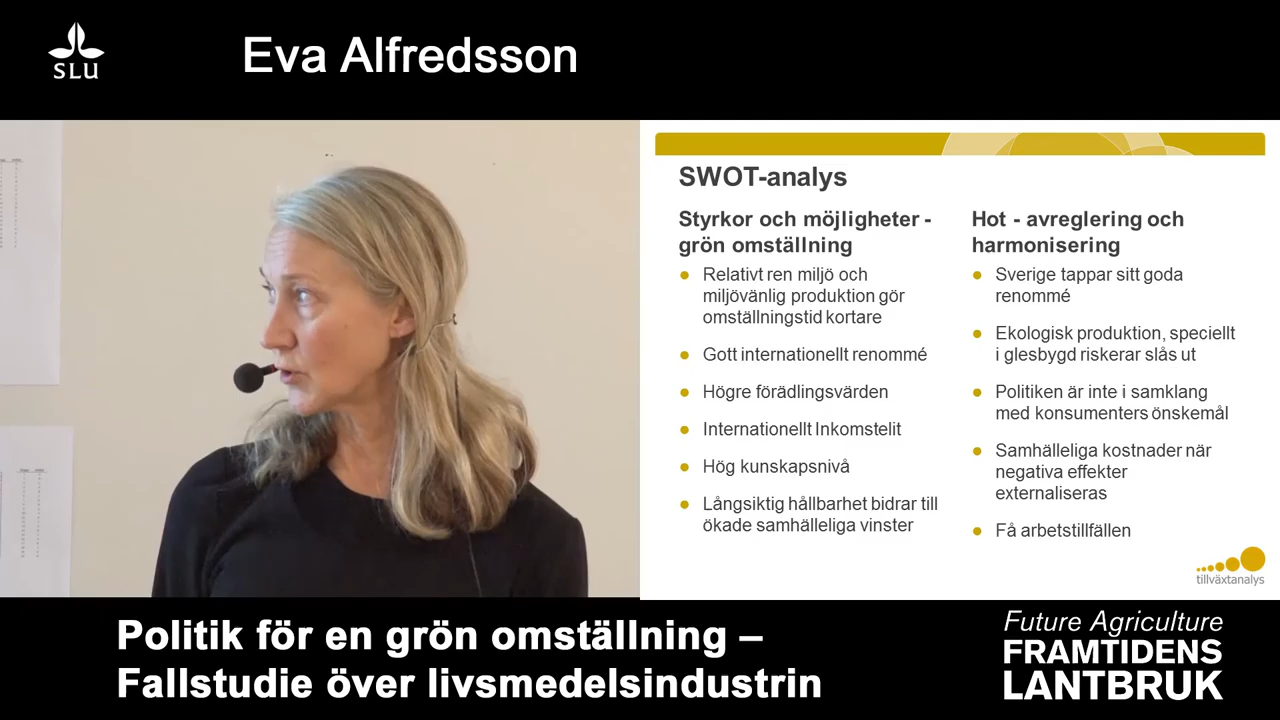 SLU
Eva Alfredsson
SWOT-analys
Styrkor och möjligheter -
grön omställning
Relativt ren miljö och
miljövänlig produktion gör
omställningstid kortare
Gott internationellt renommé
Högre förädlingsvärden
Internationellt Inkomstelit
Hög kunskapsnivå
Långsiktig hållbarhet bidrar till
ökade samhälleliga vinster
Hot - avreglering och
harmonisering
Sverige tappar sitt goda
renommé
Ekologisk produktion, speciellt
i glesbygd riskerar slås ut
Politiken är inte i samklang
med konsumenters önskemål
Samhälleliga kostnader när
negativa effekter
externaliseras
Få arbetstillfällen
tillväxtanalys
Politik för en grön omställning –
Fallstudie över livsmedelsindustrin
Future Agriculture
FRAMTIDENS
LANTBRUK